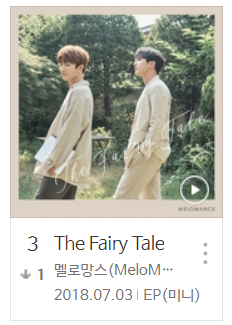 The Fairy Tale
MELOMANCE
3 The Fairy Tale
1 멜로망스(MeloM···
2018.07.03 | EP(미니)